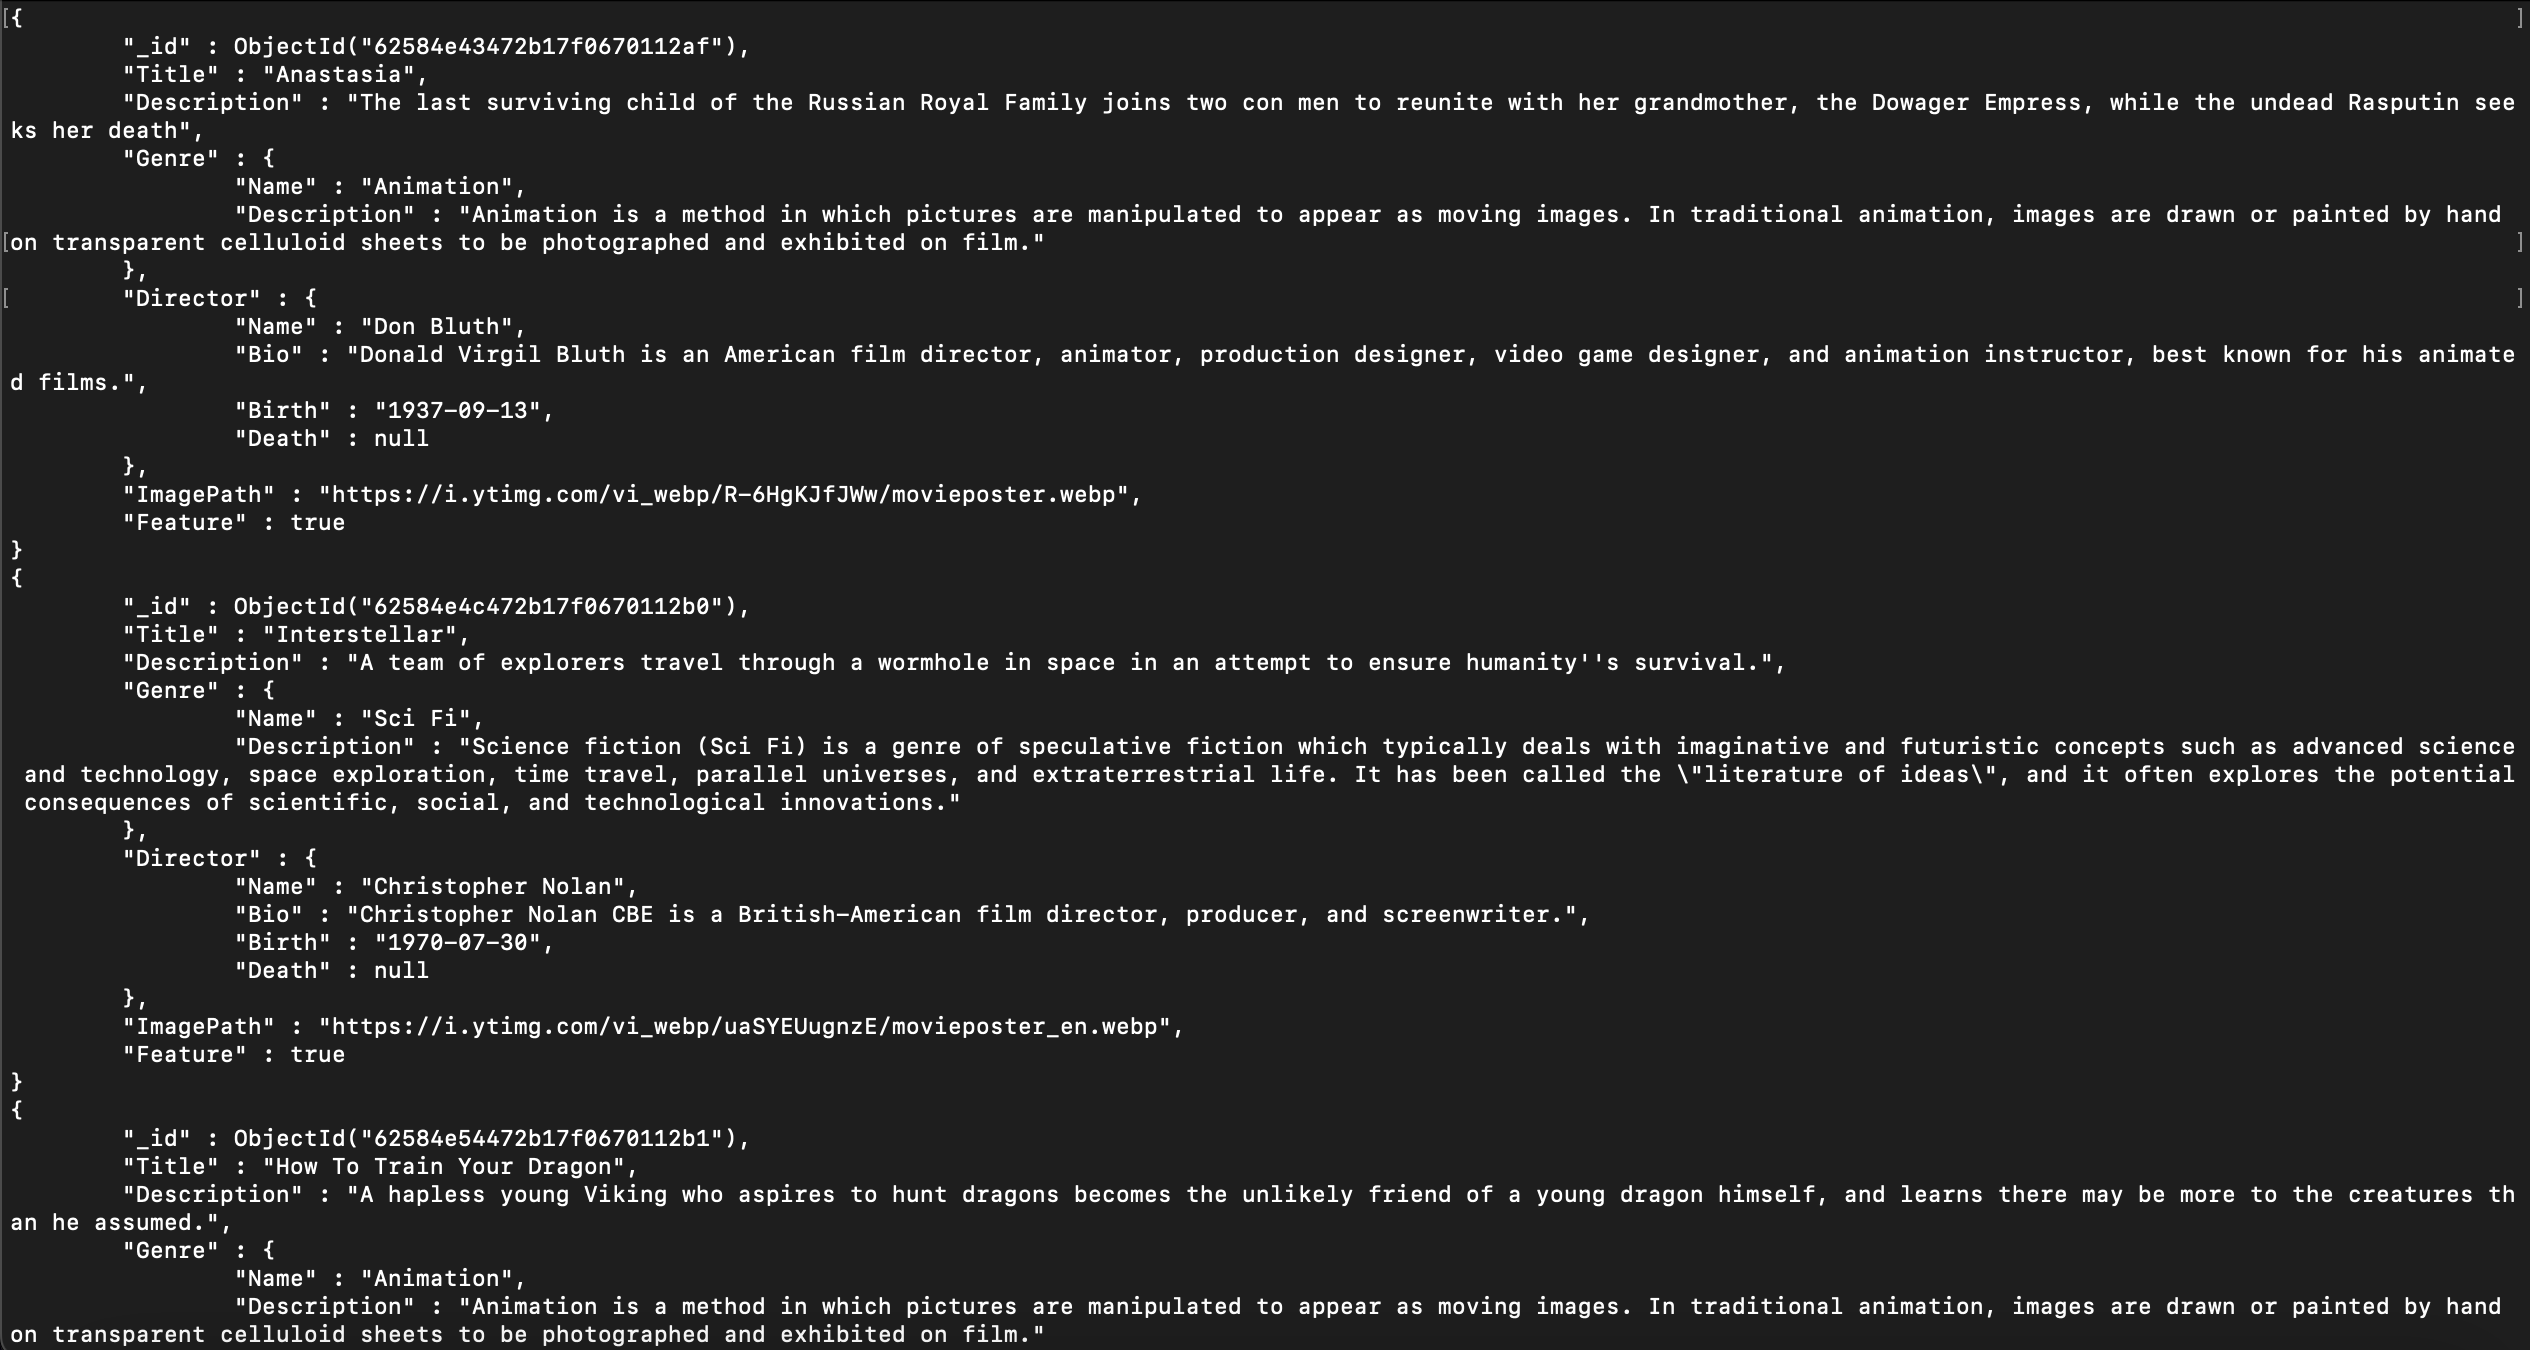 [{ ]
"_id" : ObjectId("62584e43472b17f0670112af"),
"Title" : "Anastasia",
"Description" : "The last surviving child of the Russian Royal Family joins two con men to reunite with her grandmother, the Dowager Empress, while the undead Rasputin see
ks her death",
"Genre" : {
"Name" : "Animation",
"Description" : "Animation is a method in which pictures are manipulated to appear as moving images. In traditional animation, images are drawn or painted by hand
[on transparent celluloid sheets to be photographed and exhibited on film." ]
},
[ "Director" : { ]
"Name" : "Don Bluth",
"Bio" : "Donald Virgil Bluth is an American film director, animator, production designer, video game designer, and animation instructor, best known for his animate
d films.",
"Birth" : "1937-09-13",
"Death" : null
},
"ImagePath" : "https://i.ytimg.com/vi_webp/R-6HgKJfJWw/movieposter.webp",
"Feature" : true
}
{
"_id" : ObjectId("62584e4c472b17f0670112b0"),
"Title" : "Interstellar",
"Description" : "A team of explorers travel through a wormhole in space in an attempt to ensure humanity''s survival.",
"Genre" : {
"Name" : "Sci Fi",
"Description" : "Science fiction (Sci Fi) is a genre of speculative fiction which typically deals with imaginative and futuristic concepts such as advanced science
and technology, space exploration, time travel, parallel universes, and extraterrestrial life. It has been called the \"literature of ideas\", and it often explores the potential
consequences of scientific, social, and technological innovations."
},
"Director" : {
"Name" : "Christopher Nolan",
"Bio" : "Christopher Nolan CBE is a British-American film director, producer, and screenwriter.",
"Birth" : "1970-07-30",
"Death" : null
},
"ImagePath" : "https://i.ytimg.com/vi_webp/uaSYEUugnzE/movieposter_en.webp",
"Feature" : true
}
{
"_id" : ObjectId("62584e54472b17f0670112b1"),
"Title" : "How To Train Your Dragon",
"Description" : "A hapless young Viking who aspires to hunt dragons becomes the unlikely friend of a young dragon himself, and learns there may be more to the creatures th
an he assumed.",
"Genre" : {
"Name" : "Animation",
"Description" : "Animation is a method in which pictures are manipulated to appear as moving images. In traditional animation, images are drawn or painted by hand
on transparent celluloid sheets to be photographed and exhibited on film."